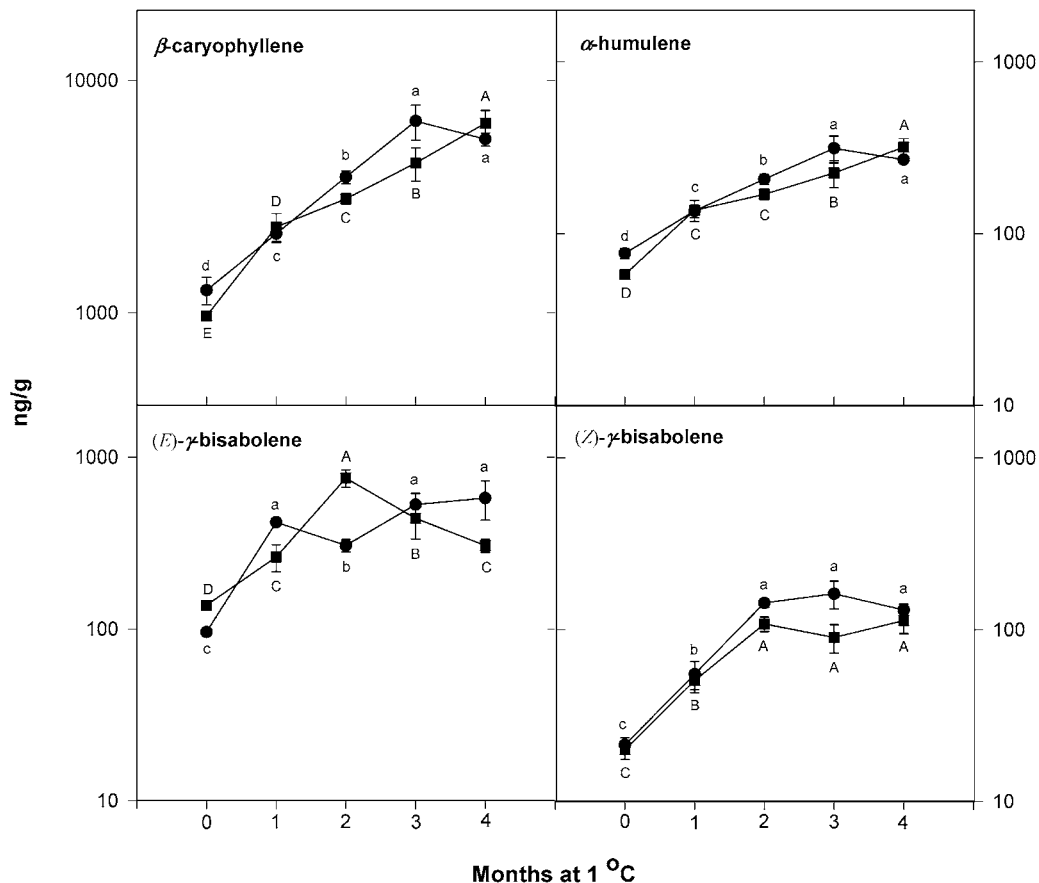 β-caryophyllene
α-humulene
10000
1000
1000
100
10
d
E
D
c
b
C
a
B
A
a
d
D
c
C
b
C
a
B
A
a
(E)-γ-bisabolene
(Z)-γ-bisabolene
1000
100
10
1000
100
10
D
c
a
C
A
b
a
B
a
C
c
C
b
B
a
A
a
A
a
A
0 1 2 3 4
0 1 2 3 4
ng/g
Months at 1 °C